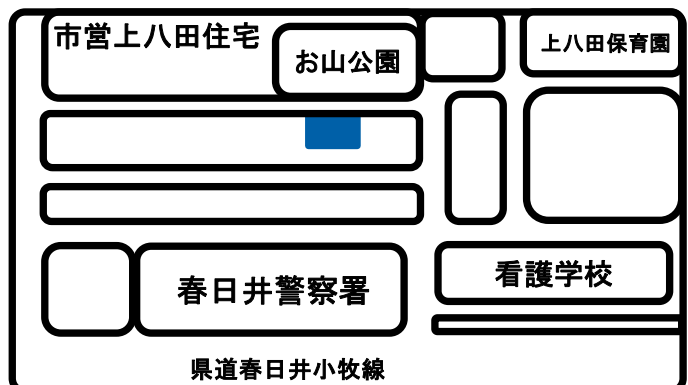 市営上八田住宅
お山公園
上八田保育園
看護学校
春日井警察署
県道春日井小牧線